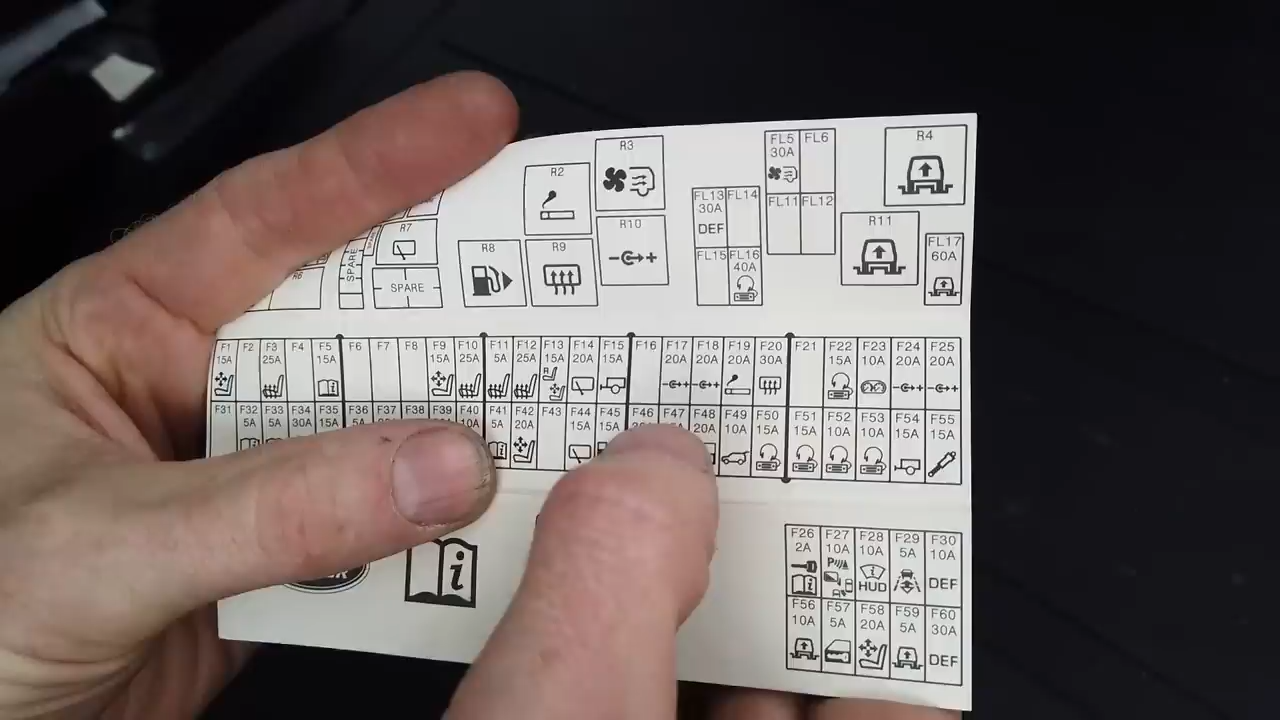 R3
R4
R2
FL5 FL6
30A
R10
R11
FL13 FL14
30A
DEF
FL11 FL12
R7
R8
R9
FL15 FL16
40A
FL17
60A
SPARE
SPARE
SPARE
R6
F1 F2 F3 F4 F5 F6 F7 F8 F9 F10 F11 F12 F13 F14 F15 F16 F17 F18 F19 F20 F21 F22 F23 F24 F25
15A 25A 15A 15A 25A 5A 25A 15A 20A 15A 20A 20A 20A 30A 15A 10A 20A 20A
R
F31 F32 F33 F34 F35 F36 F37 F38 F39 F40 F41 F42 F43 F44 F45 F46 F47 F48 F49 F50 F51 F52 F53 F54 F55
5A 5A 30A 15A 5A 10A 5A 20A 15A 15A 20A 10A 15A 15A 10A 10A 15A 15A
F26 F27 F28 F29 F30
2A 10A 10A 5A 10A
P
i
HUD
DEF
F56 F57 F58 F59 F60
10A 5A 20A 5A 30A
DEF
i